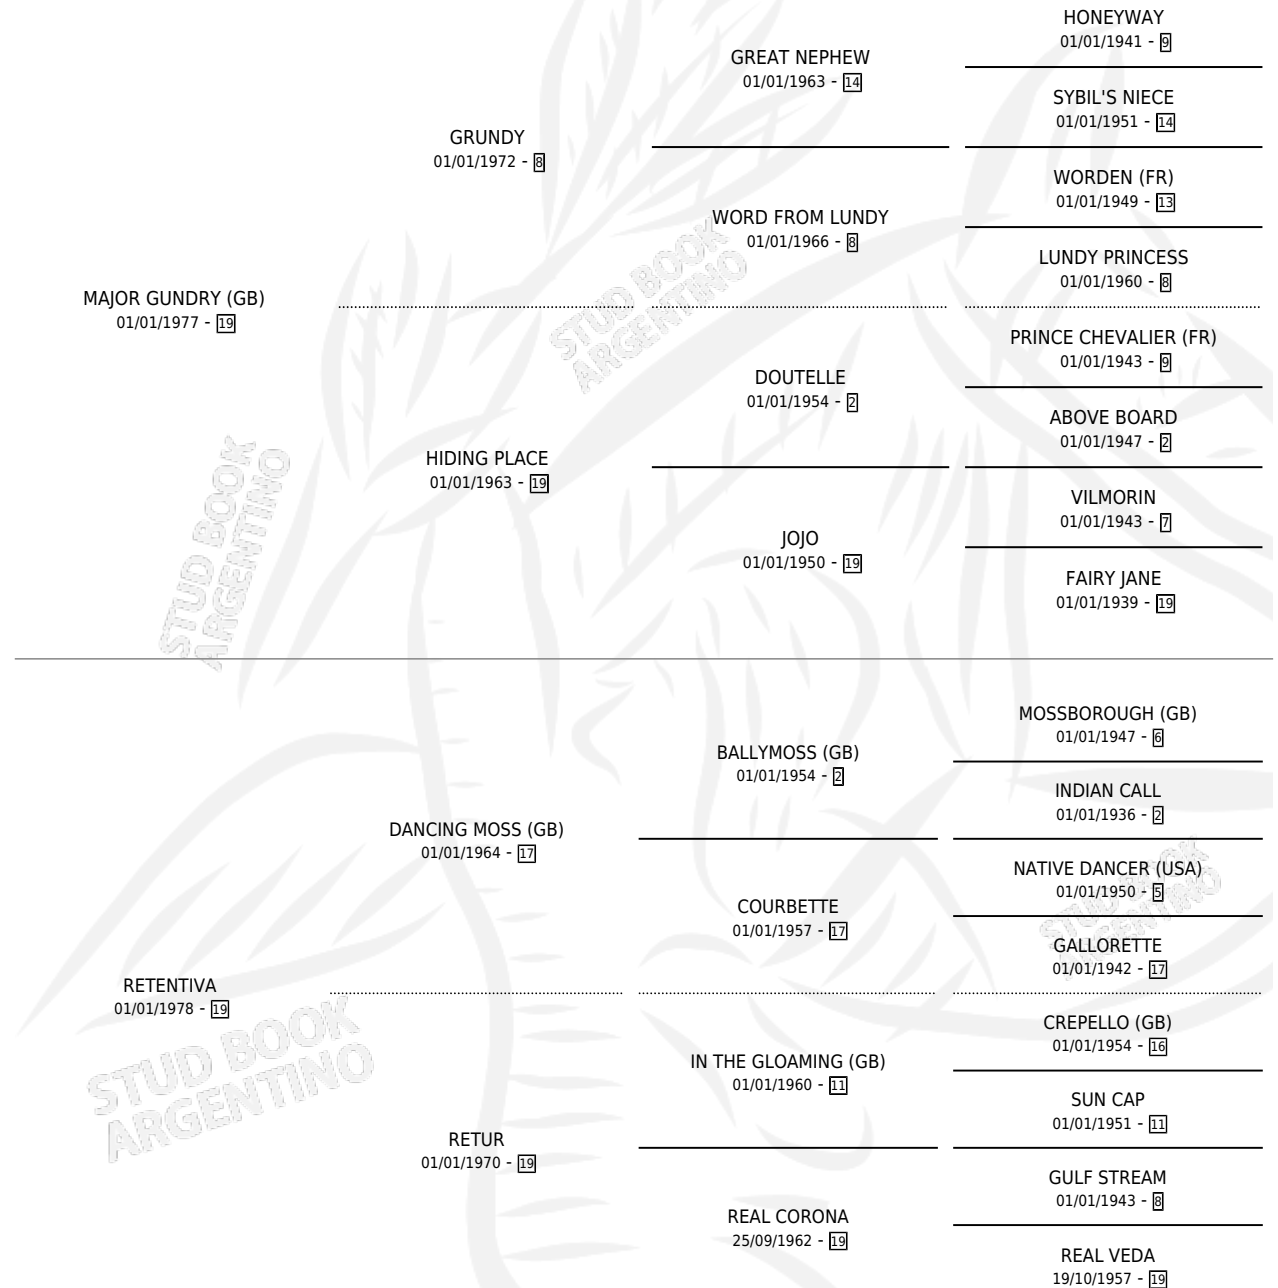 HONEYWAY
01/01/1941 - 9
GREAT NEPHEW
01/01/1963 - 14
SYBIL'S NIECE
01/01/1951 - 14
GRUNDY
01/01/1972 - 8
WORDEN (FR)
01/01/1949 - 13
WORD FROM LUNDY
01/01/1966 - 8
LUNDY PRINCESS
01/01/1960 - 8
MAJOR GUNDRY (GB)
01/01/1977 - 19
STUD BOOK
ARGENTINO
PRINCE CHEVALIER (FR)
01/01/1943 - 9
DOUTELLE
01/01/1954 - 2
ABOVE BOARD
01/01/1947 - 2
HIDING PLACE
01/01/1963 - 19
VILMORIN
01/01/1943 - 7
JOJO
01/01/1950 - 19
FAIRY JANE
01/01/1939 - 19
STUD BOOK
ARGENTINO
MOSSBOROUGH (GB)
01/01/1947 - 6
BALLYMOSS (GB)
01/01/1954 - 2
INDIAN CALL
01/01/1936 - 2
DANCING MOSS (GB)
01/01/1964 - 17
NATIVE DANCER (USA)
01/01/1950 - 5
STUD BOOK
ARGENTINO
COURBETTE
01/01/1957 - 17
GALLORETTE
01/01/1942 - 17
RETENTIVA
01/01/1978 - 19
CREPELLO (GB)
01/01/1954 - 16
STUD BOOK
ARGENTINO
IN THE GLOAMING (GB)
01/01/1960 - 11
SUN CAP
01/01/1951 - 11
RETUR
01/01/1970 - 19
GULF STREAM
01/01/1943 - 8
REAL CORONA
25/09/1962 - 19
REAL VEDA
19/10/1957 - 19